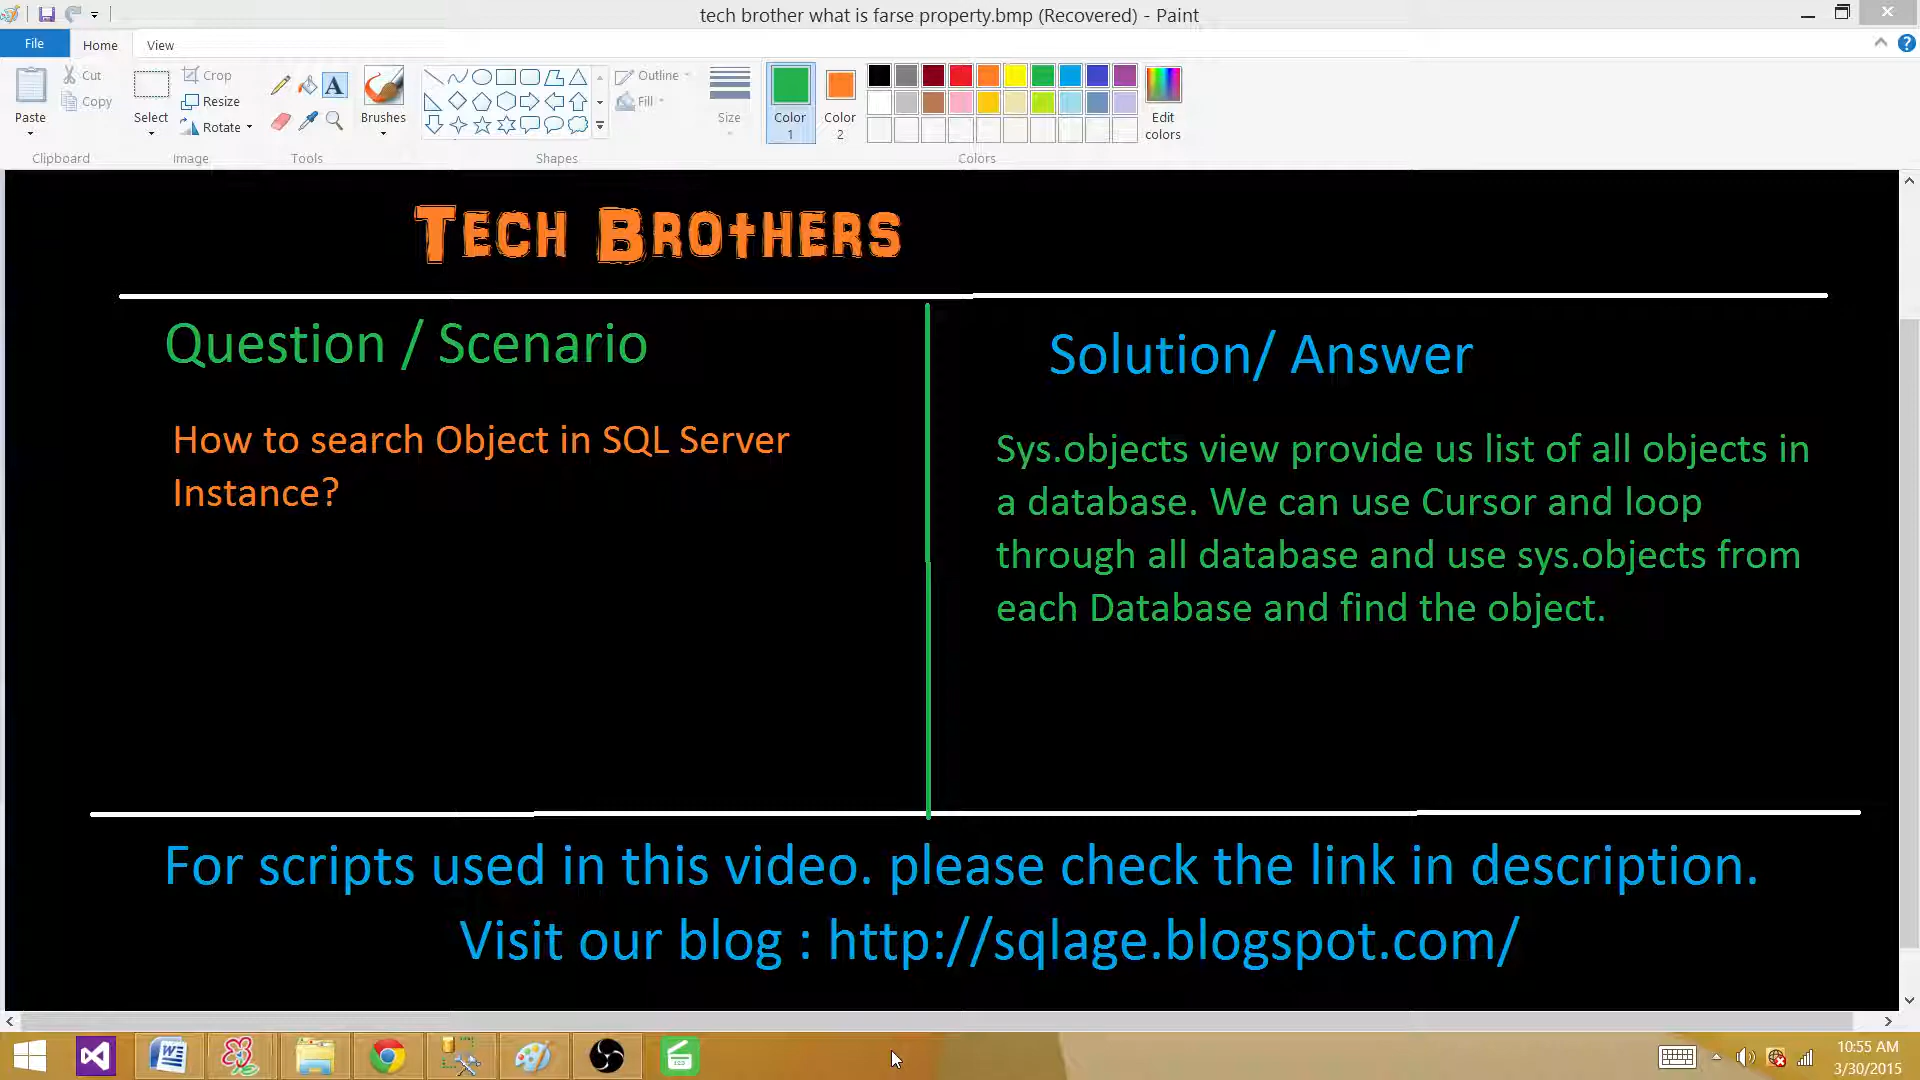 tech brother what is farse property.bmp (Recovered) - Paint
File Home View
Paste Cut Copy
Clipboard
Select Crop Resize Rotate
Image
Tools
Brushes
Shapes
Outline Fill
Size
Color 1
Color 2
Edit colors
Colors
Tech Brothers
Question / Scenario
How to search Object in SQL Server
Instance?
Solution/ Answer
Sys.objects view provide us list of all objects in
a database. We can use Cursor and loop
through all database and use sys.objects from
each Database and find the object.
For scripts used in this video. please check the link in description.
Visit our blog : http://sqlage.blogspot.com/
10:55 AM
3/30/2015